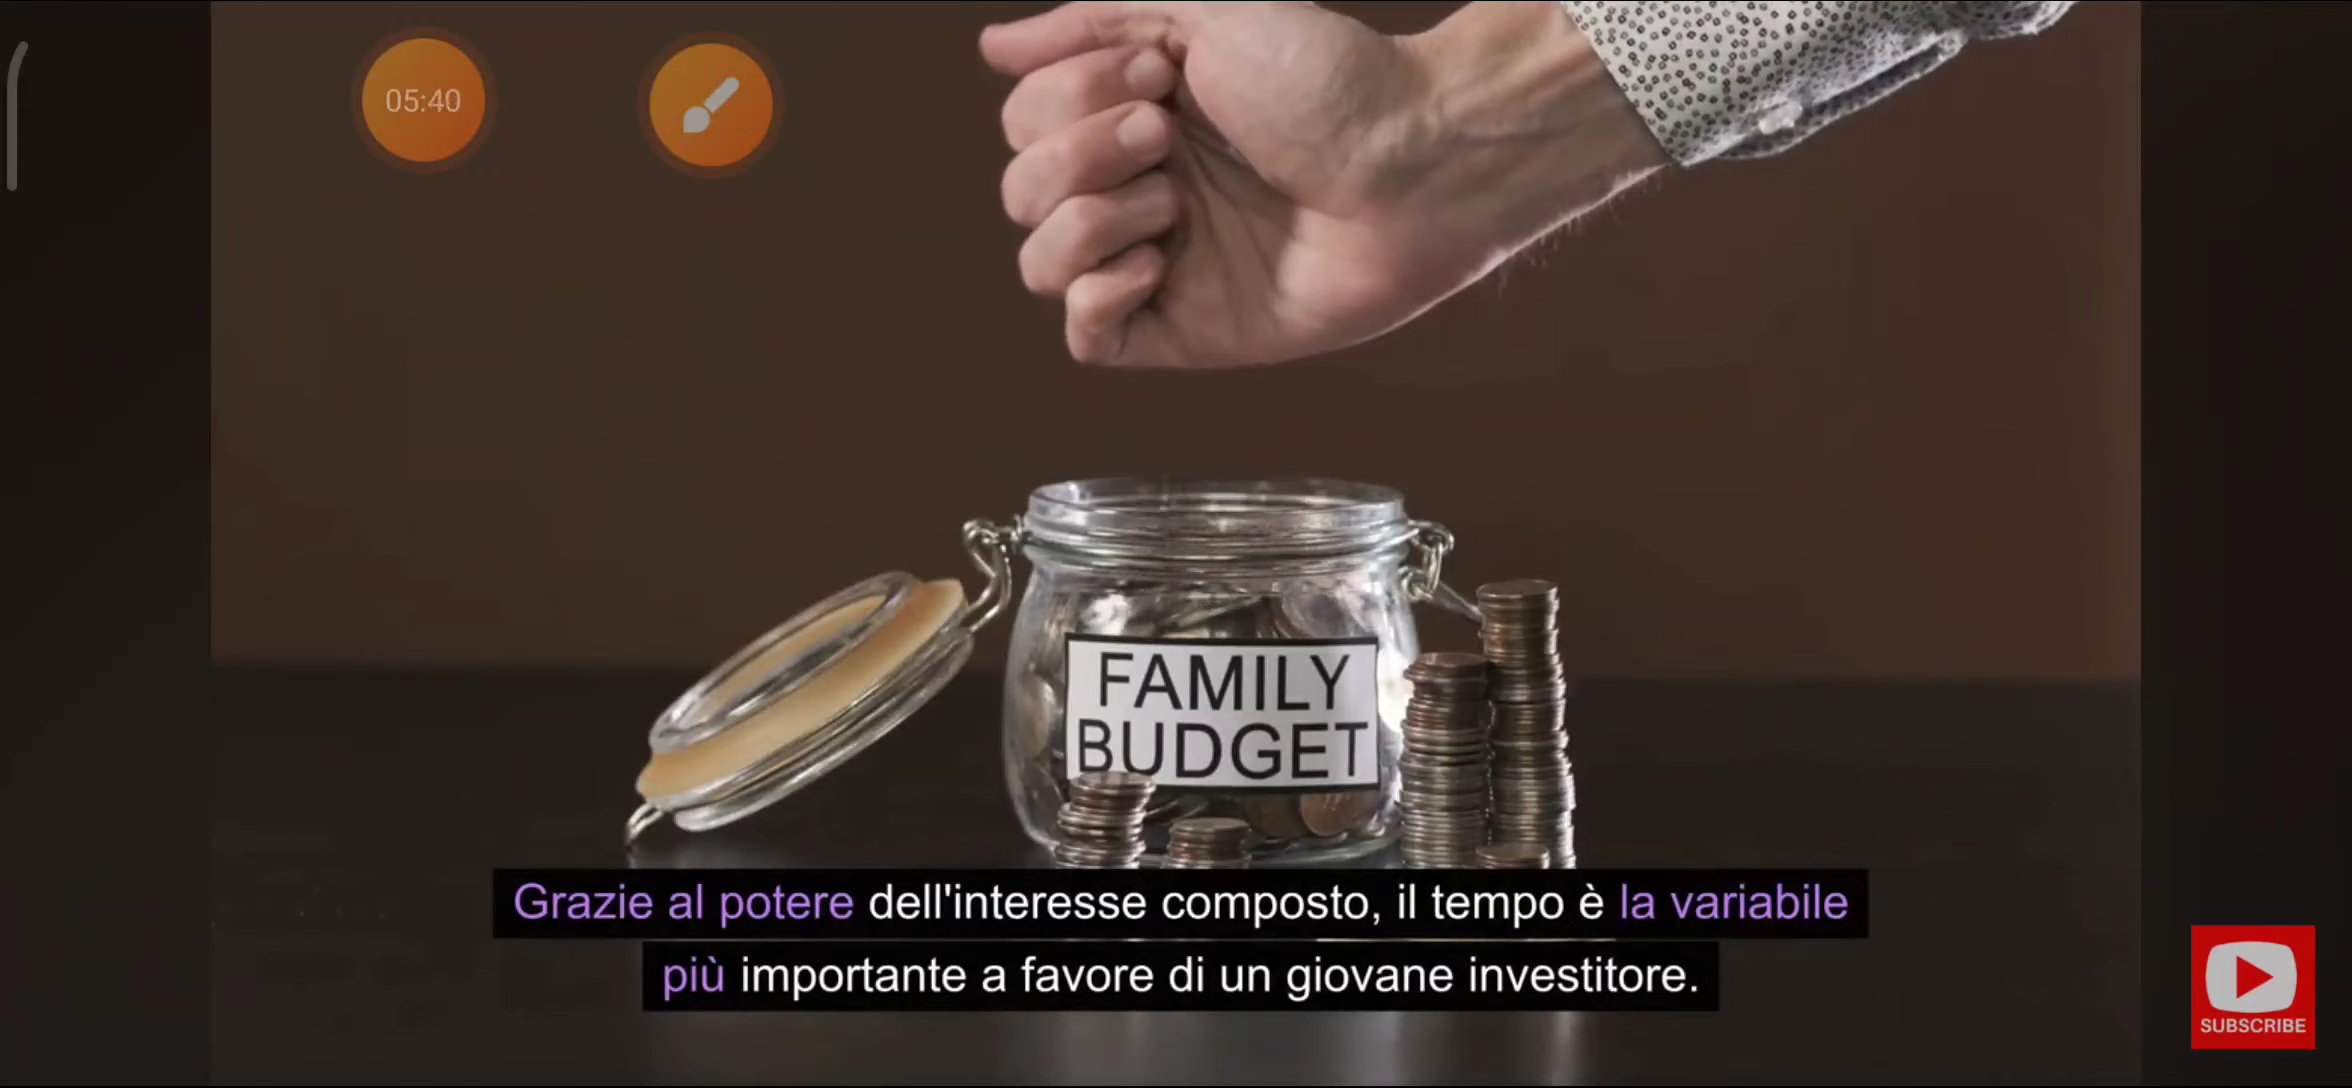 05:40
FAMILY
BUDGET
Grazie al potere dell'interesse composto, il tempo è la variabile
più importante a favore di un giovane investitore.
SUBSCRIBE